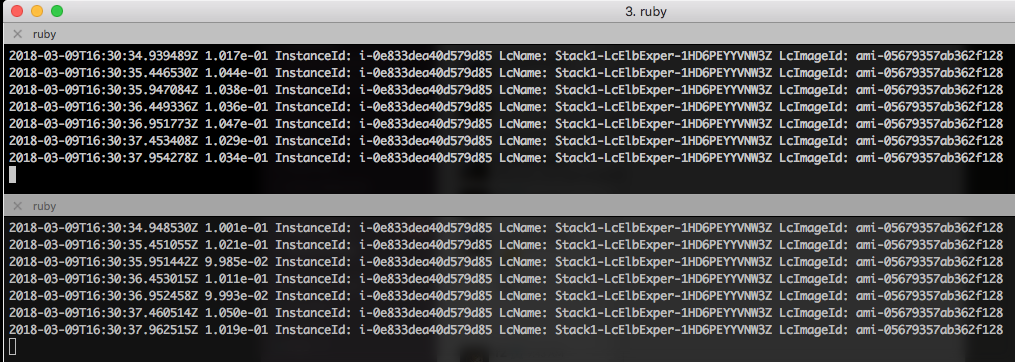 3. ruby
ruby
2018-03-09T16:30:34.939489Z 1.017e-01 InstanceId: i-0e833dea40d579d85 LcName: Stack1-LcElbExper-1HD6PEYYVNW3Z LcImageId: ami-05679357ab362f128
2018-03-09T16:30:35.446530Z 1.044e-01 InstanceId: i-0e833dea40d579d85 LcName: Stack1-LcElbExper-1HD6PEYYVNW3Z LcImageId: ami-05679357ab362f128
2018-03-09T16:30:35.947084Z 1.038e-01 InstanceId: i-0e833dea40d579d85 LcName: Stack1-LcElbExper-1HD6PEYYVNW3Z LcImageId: ami-05679357ab362f128
2018-03-09T16:30:36.449336Z 1.036e-01 InstanceId: i-0e833dea40d579d85 LcName: Stack1-LcElbExper-1HD6PEYYVNW3Z LcImageId: ami-05679357ab362f128
2018-03-09T16:30:36.951773Z 1.047e-01 InstanceId: i-0e833dea40d579d85 LcName: Stack1-LcElbExper-1HD6PEYYVNW3Z LcImageId: ami-05679357ab362f128
2018-03-09T16:30:37.453408Z 1.029e-01 InstanceId: i-0e833dea40d579d85 LcName: Stack1-LcElbExper-1HD6PEYYVNW3Z LcImageId: ami-05679357ab362f128
2018-03-09T16:30:37.954278Z 1.034e-01 InstanceId: i-0e833dea40d579d85 LcName: Stack1-LcElbExper-1HD6PEYYVNW3Z LcImageId: ami-05679357ab362f128
ruby
2018-03-09T16:30:34.948530Z 1.001e-01 InstanceId: i-0e833dea40d579d85 LcName: Stack1-LcElbExper-1HD6PEYYVNW3Z LcImageId: ami-05679357ab362f128
2018-03-09T16:30:35.451055Z 1.021e-01 InstanceId: i-0e833dea40d579d85 LcName: Stack1-LcElbExper-1HD6PEYYVNW3Z LcImageId: ami-05679357ab362f128
2018-03-09T16:30:35.951442Z 9.985e-02 InstanceId: i-0e833dea40d579d85 LcName: Stack1-LcElbExper-1HD6PEYYVNW3Z LcImageId: ami-05679357ab362f128
2018-03-09T16:30:36.453015Z 1.011e-01 InstanceId: i-0e833dea40d579d85 LcName: Stack1-LcElbExper-1HD6PEYYVNW3Z LcImageId: ami-05679357ab362f128
2018-03-09T16:30:36.952458Z 9.993e-02 InstanceId: i-0e833dea40d579d85 LcName: Stack1-LcElbExper-1HD6PEYYVNW3Z LcImageId: ami-05679357ab362f128
2018-03-09T16:30:37.460514Z 1.050e-01 InstanceId: i-0e833dea40d579d85 LcName: Stack1-LcElbExper-1HD6PEYYVNW3Z LcImageId: ami-05679357ab362f128
2018-03-09T16:30:37.962515Z 1.019e-01 InstanceId: i-0e833dea40d579d85 LcName: Stack1-LcElbExper-1HD6PEYYVNW3Z LcImageId: ami-05679357ab362f128